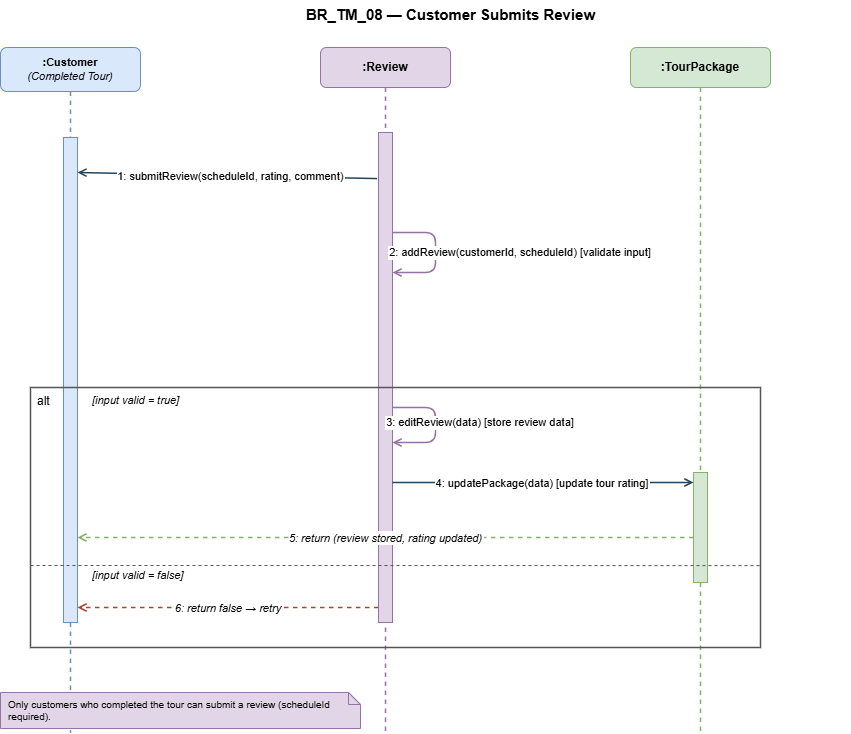 BR_TM_08 — Customer Submits Review
:Customer
(Completed Tour)
:Review
:TourPackage
1: submitReview(scheduleId, rating, comment)
2: addReview(customerId, scheduleId) [validate input]
alt
[input valid = true]
3: editReview(data) [store review data]
4: updatePackage(data) [update tour rating]
5: return (review stored, rating updated)
[input valid = false]
6: return false → retry
Only customers who completed the tour can submit a review (scheduleId
required).